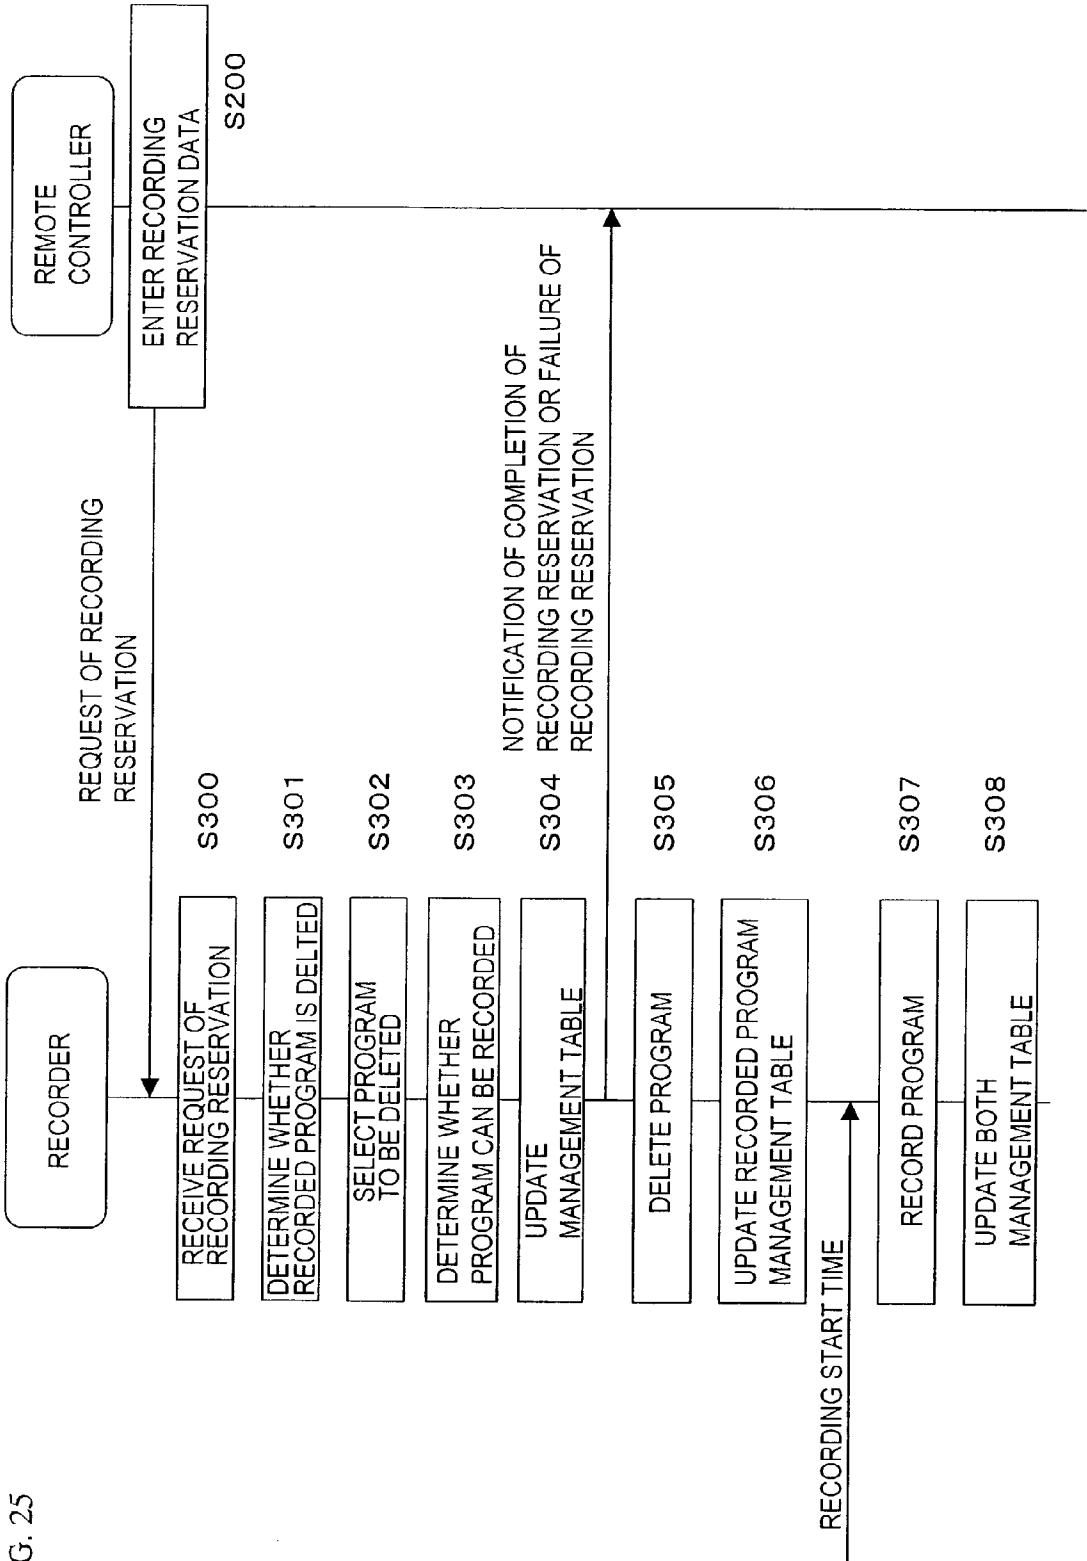 G. 25
RECORDER
REMOTE
CONTROLLER
ENTER RECORDING
RESERVATION DATA
S200
REQUEST OF RECORDING
RESERVATION
RECEIVE REQUEST OF
RECORDING RESERVATION
S300
DETERMINE WHETHER
RECORDED PROGRAM IS DELTED
S301
SELECT PROGRAM
TO BE DELETED
S302
DETERMINE WHETHER
PROGRAM CAN BE RECORDED
S303
UPDATE
MANAGEMENT TABLE
S304
NOTIFICATION OF COMPLETION OF
RECORDING RESERVATION OR FAILURE OF
RECORDING RESERVATION
DELETE PROGRAM
S305
UPDATE RECORDED PROGRAM
MANAGEMENT TABLE
S306
RECORDING START TIME
RECORD PROGRAM
S307
UPDATE BOTH
MANAGEMENT TABLE
S308